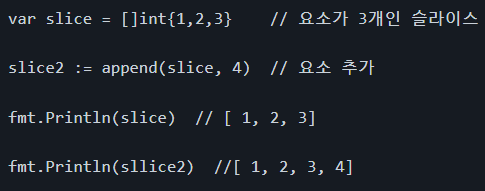 var slice = []int{1,2,3}    // 요소가 3개인 슬라이스
slice2 := append(slice, 4)  // 요소 추가
fmt.Println(slice)  // [ 1, 2, 3]
fmt.Println(sllice2)  //[ 1, 2, 3, 4]